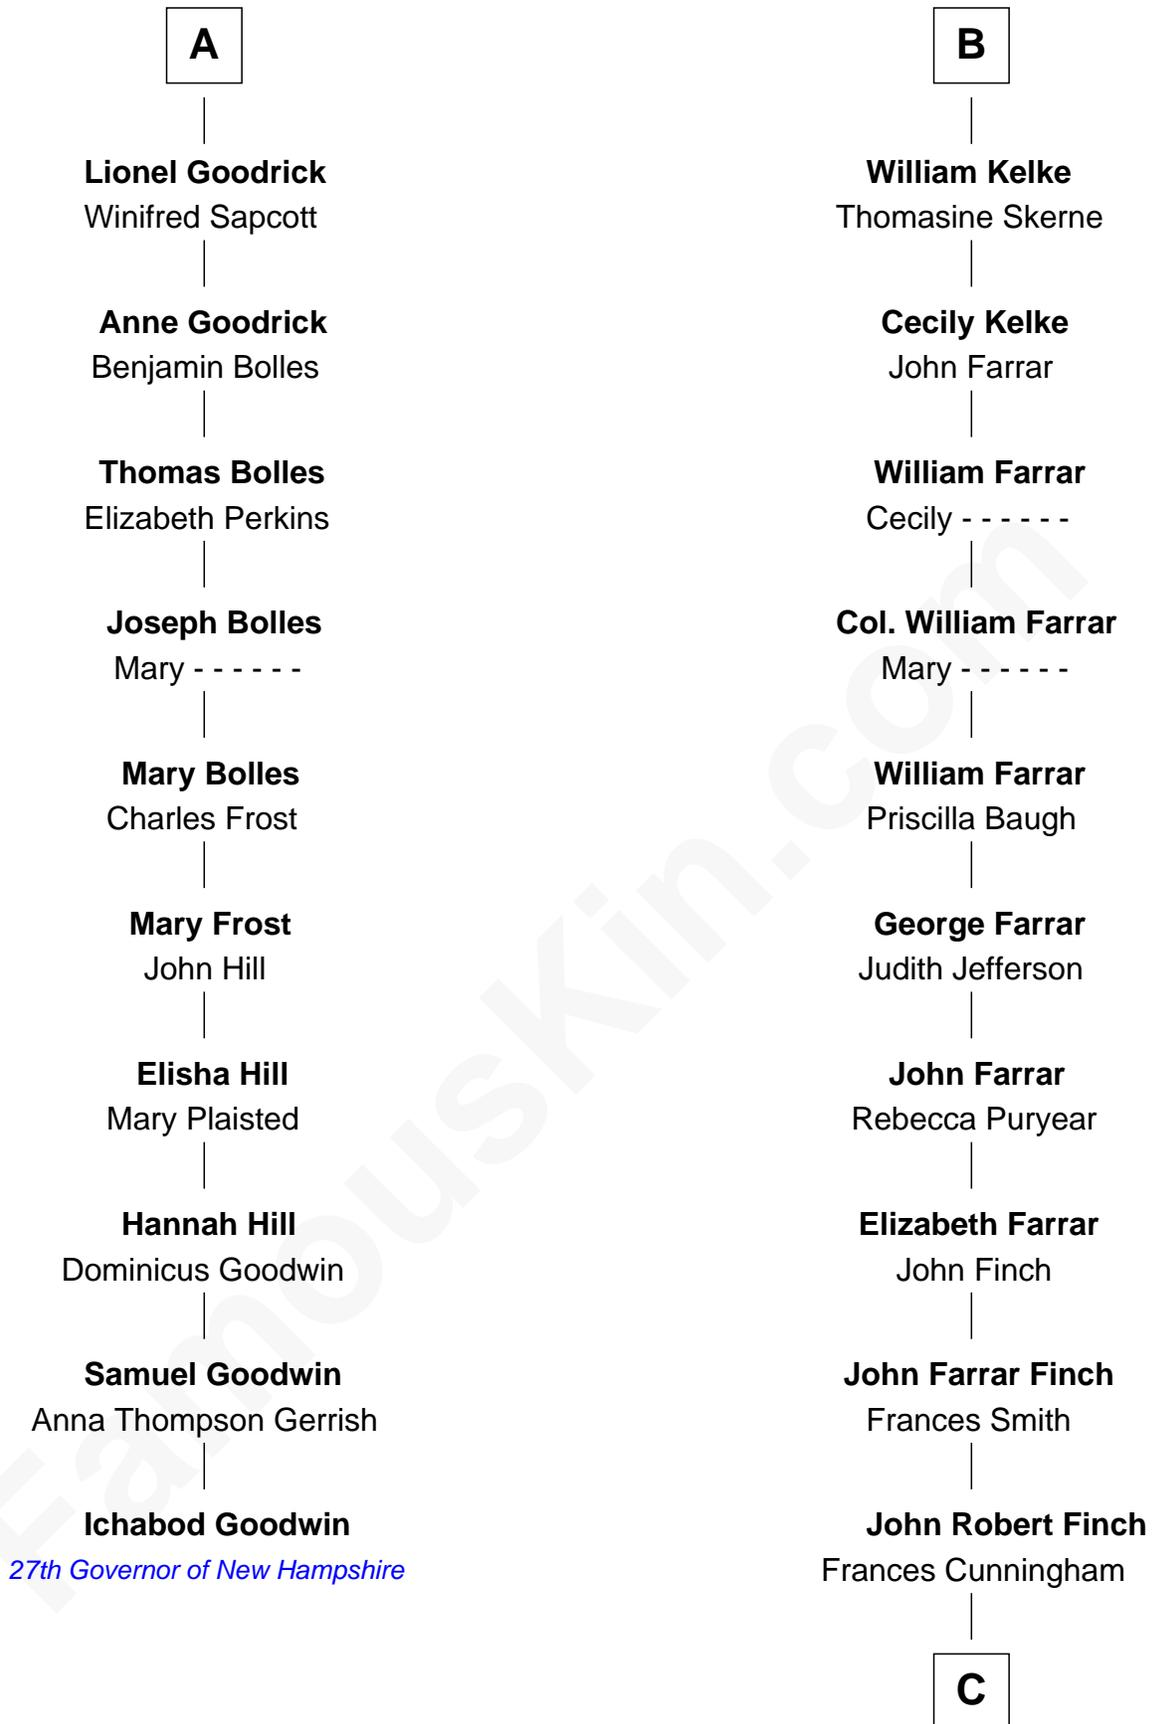 A
Lionel Goodrick
Winifred Sapcott
Anne Goodrick
Benjamin Bolles
Thomas Bolles
Elizabeth Perkins
Joseph Bolles
Mary - - - - - -
Mary Bolles
Charles Frost
Mary Frost
John Hill
Elisha Hill
Mary Plaisted
Hannah Hill
Dominicus Goodwin
Samuel Goodwin
Anna Thompson Gerrish
Ichabod Goodwin
27th Governor of New Hampshire
B
William Kelke
Thomasine Skerne
Cecily Kelke
John Farrar
William Farrar
Cecily - - - - - -
Col. William Farrar
Mary - - - - - -
William Farrar
Priscilla Baugh
George Farrar
Judith Jefferson
John Farrar
Rebecca Puryear
Elizabeth Farrar
John Finch
John Farrar Finch
Frances Smith
John Robert Finch
Frances Cunningham
C
FamousKin.com